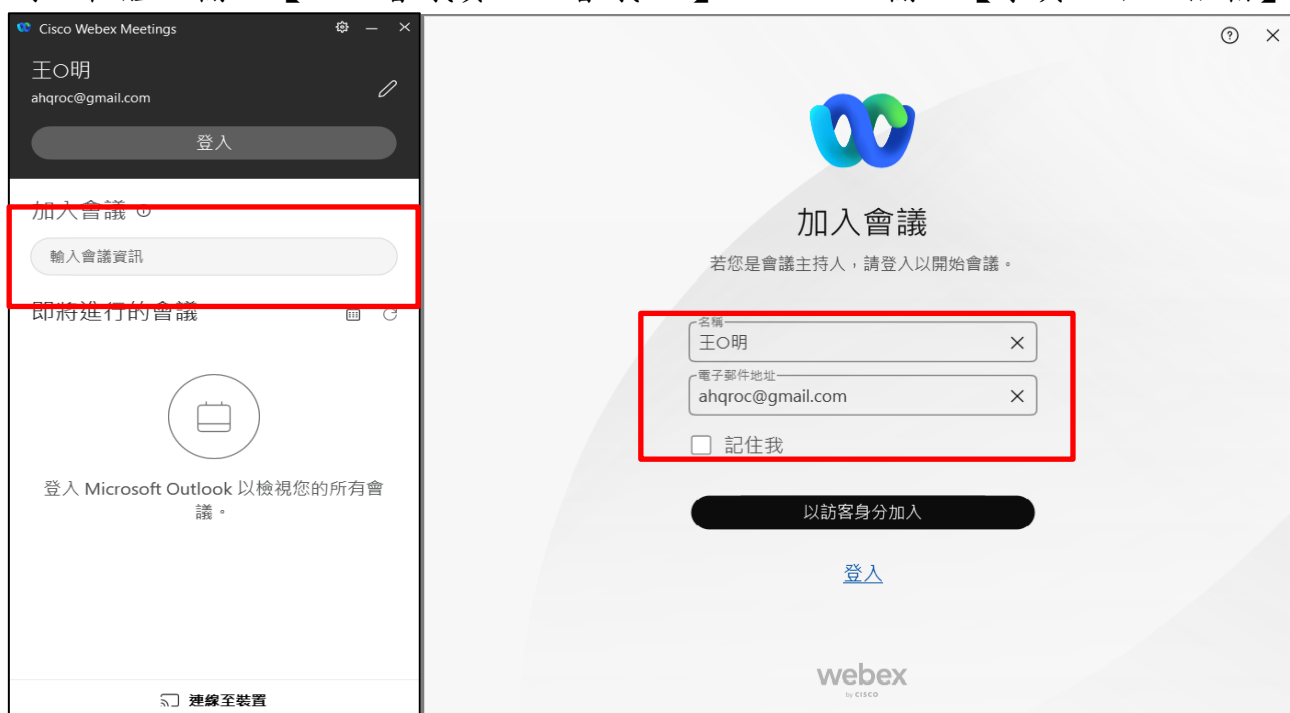 Cisco Webex Meetings
王○明
ahqroc@gmail.com
登入
加入會議
輸入會議資訊
即將進行的會議
登入 Microsoft Outlook 以檢視您的所有會
議。
連線至裝置
加入會議
若您是會議主持人，請登入以開始會議。
名稱
王○明
電子郵件地址
ahqroc@gmail.com
記住我
以訪客身分加入
登入
webex
by CISCO